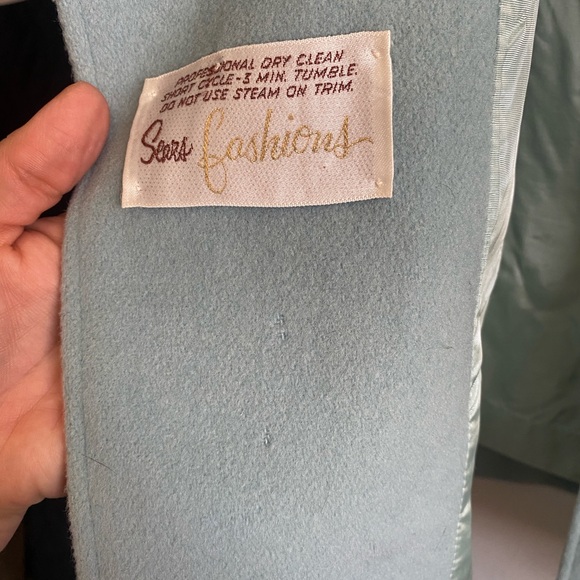 PROFESSIONAL DRY CLEAN
SHORT CYCLE-3 MIN. TUMBLE.
DO NOT USE STEAM ON TRIM.
Sears fashions